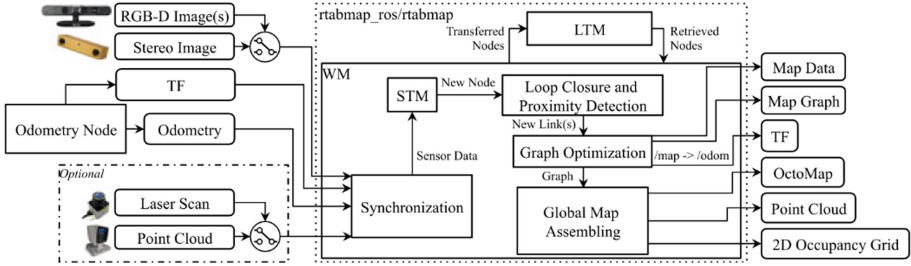 RGB-D Image(s)
Stereo Image
TF
Odometry Node
Odometry
Optional
Laser Scan
Point Cloud
rtabmap_ros/rtabmap
Transferred
Nodes
LTM
Retrieved
Nodes
WM
STM
New Node
Loop Closure and
Proximity Detection
New Link(s)
Graph Optimization
/map -> /odom
Sensor Data
Graph
Synchronization
Global Map
Assembling
Map Data
Map Graph
TF
OctoMap
Point Cloud
2D Occupancy Grid